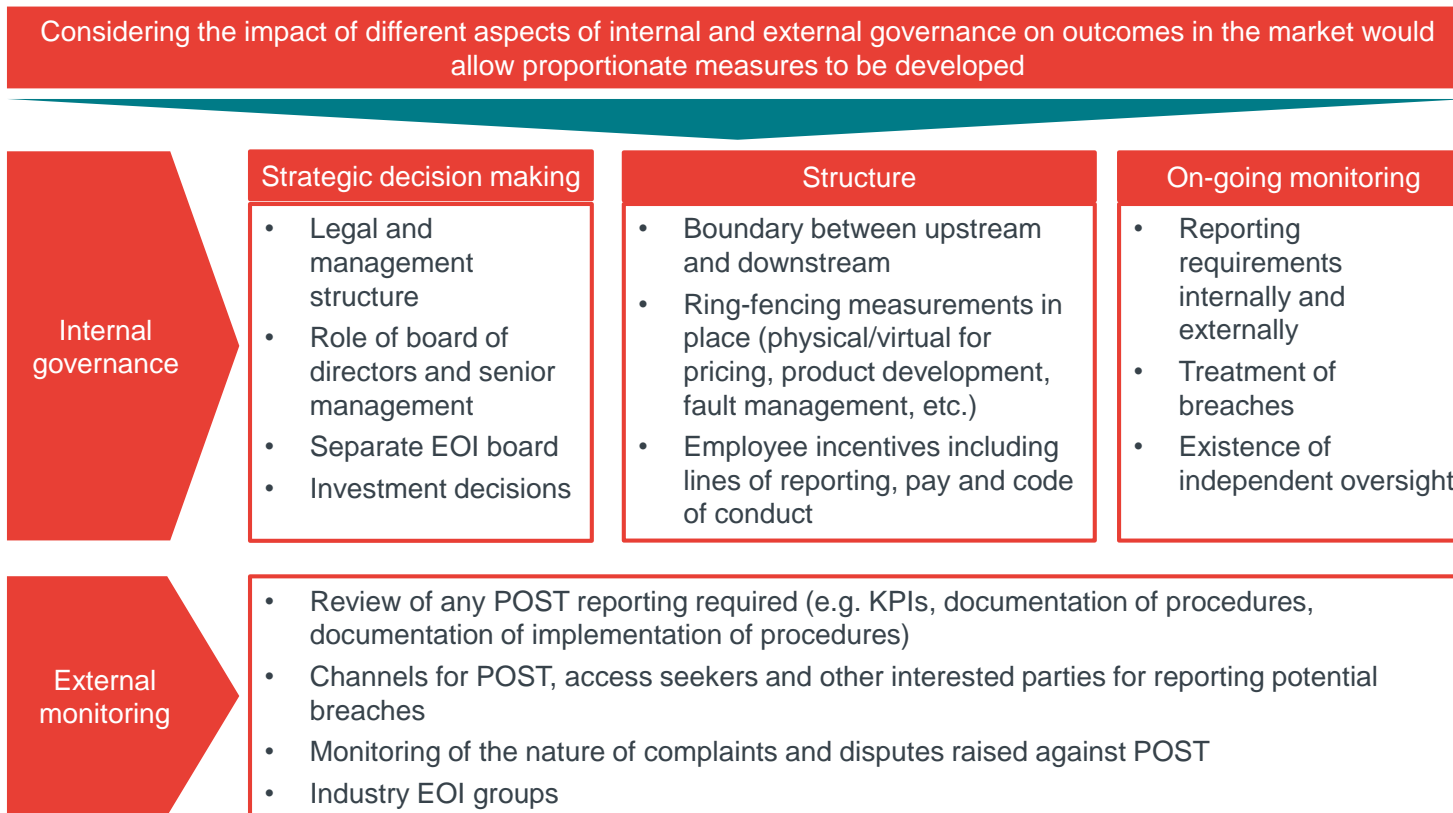 Considering the impact of different aspects of internal and external governance on outcomes in the market would
allow proportionate measures to be developed
Internal
governance
Strategic decision making
• Legal and
management
structure
• Role of board of
directors and senior
management
• Separate EOI board
• Investment decisions
Structure
• Boundary between upstream
and downstream
• Ring-fencing measurements in
place (physical/virtual for
pricing, product development,
fault management, etc.)
• Employee incentives including
lines of reporting, pay and code
of conduct
On-going monitoring
• Reporting
requirements
internally and
externally
• Treatment of
breaches
• Existence of
independent oversight
External
monitoring
• Review of any POST reporting required (e.g. KPIs, documentation of procedures,
documentation of implementation of procedures)
• Channels for POST, access seekers and other interested parties for reporting potential
breaches
• Monitoring of the nature of complaints and disputes raised against POST
• Industry EOI groups